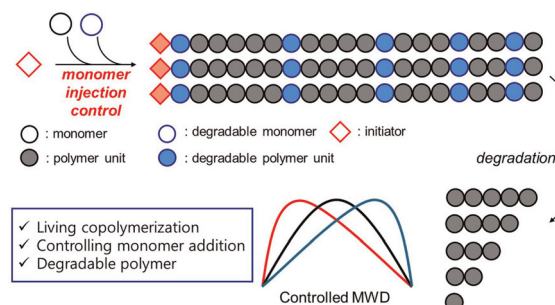 monomer
injection
control
: monomer
: degradable monomer
: initiator
: polymer unit
: degradable polymer unit
degradation
✓ Living copolymerization
✓ Controlling monomer addition
✓ Degradable polymer
Controlled MWD